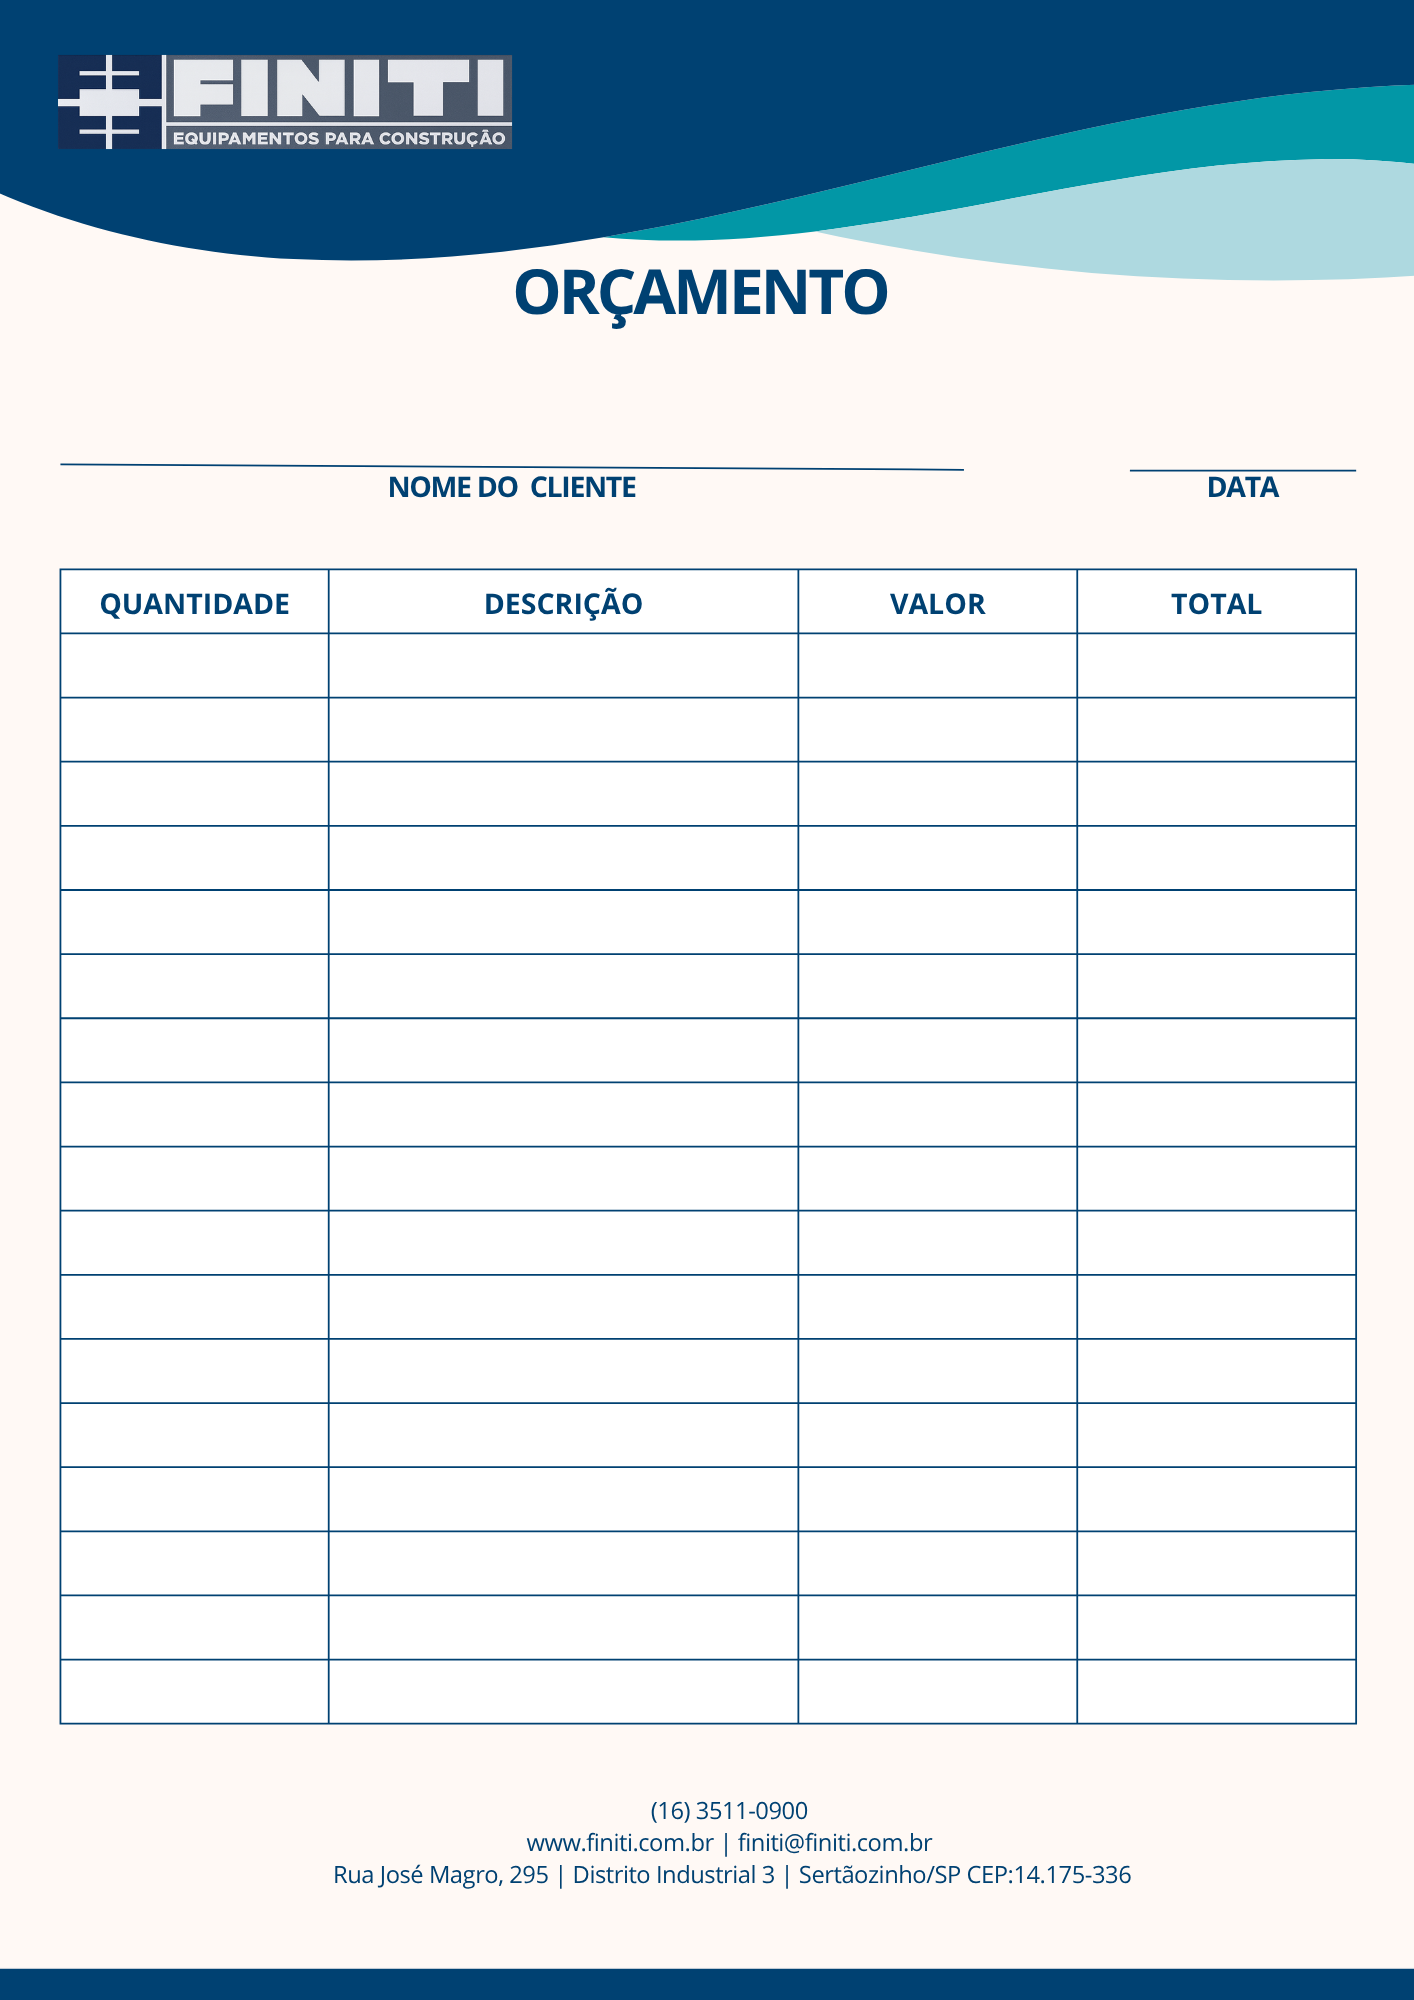 FINITI
EQUIPAMENTOS PARA CONSTRUÇÃO
ORÇAMENTO
NOME DO CLIENTE DATA
QUANTIDADE DESCRIÇÃO VALOR TOTAL
(16) 3511-0900
www.finiti.com.br | finiti@finiti.com.br
Rua José Magro, 295 | Distrito Industrial 3 | Sertãozinho/SP CEP:14.175-336